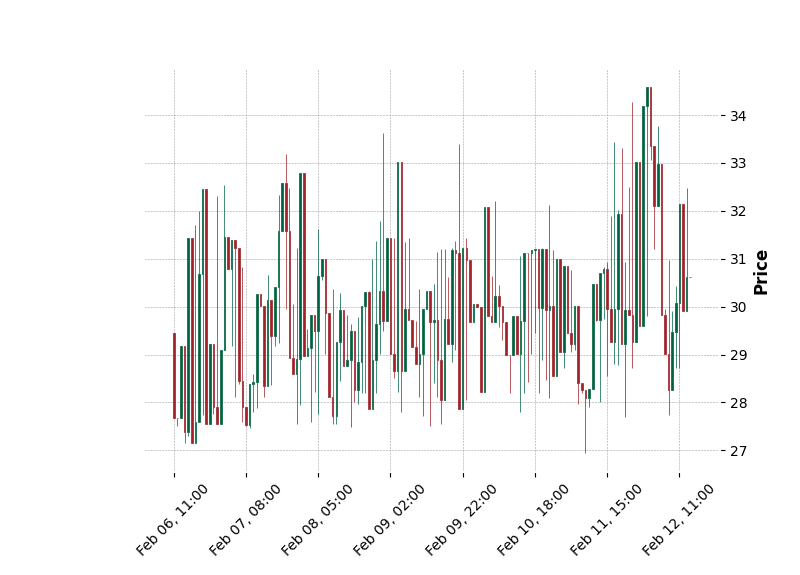 34
33
32
31
30
29
28
27
Price
Feb 06, 11:00
Feb 07, 08:00
Feb 08, 05:00
Feb 09, 02:00
Feb 09, 22:00
Feb 10, 18:00
Feb 11, 15:00
Feb 12, 11:00